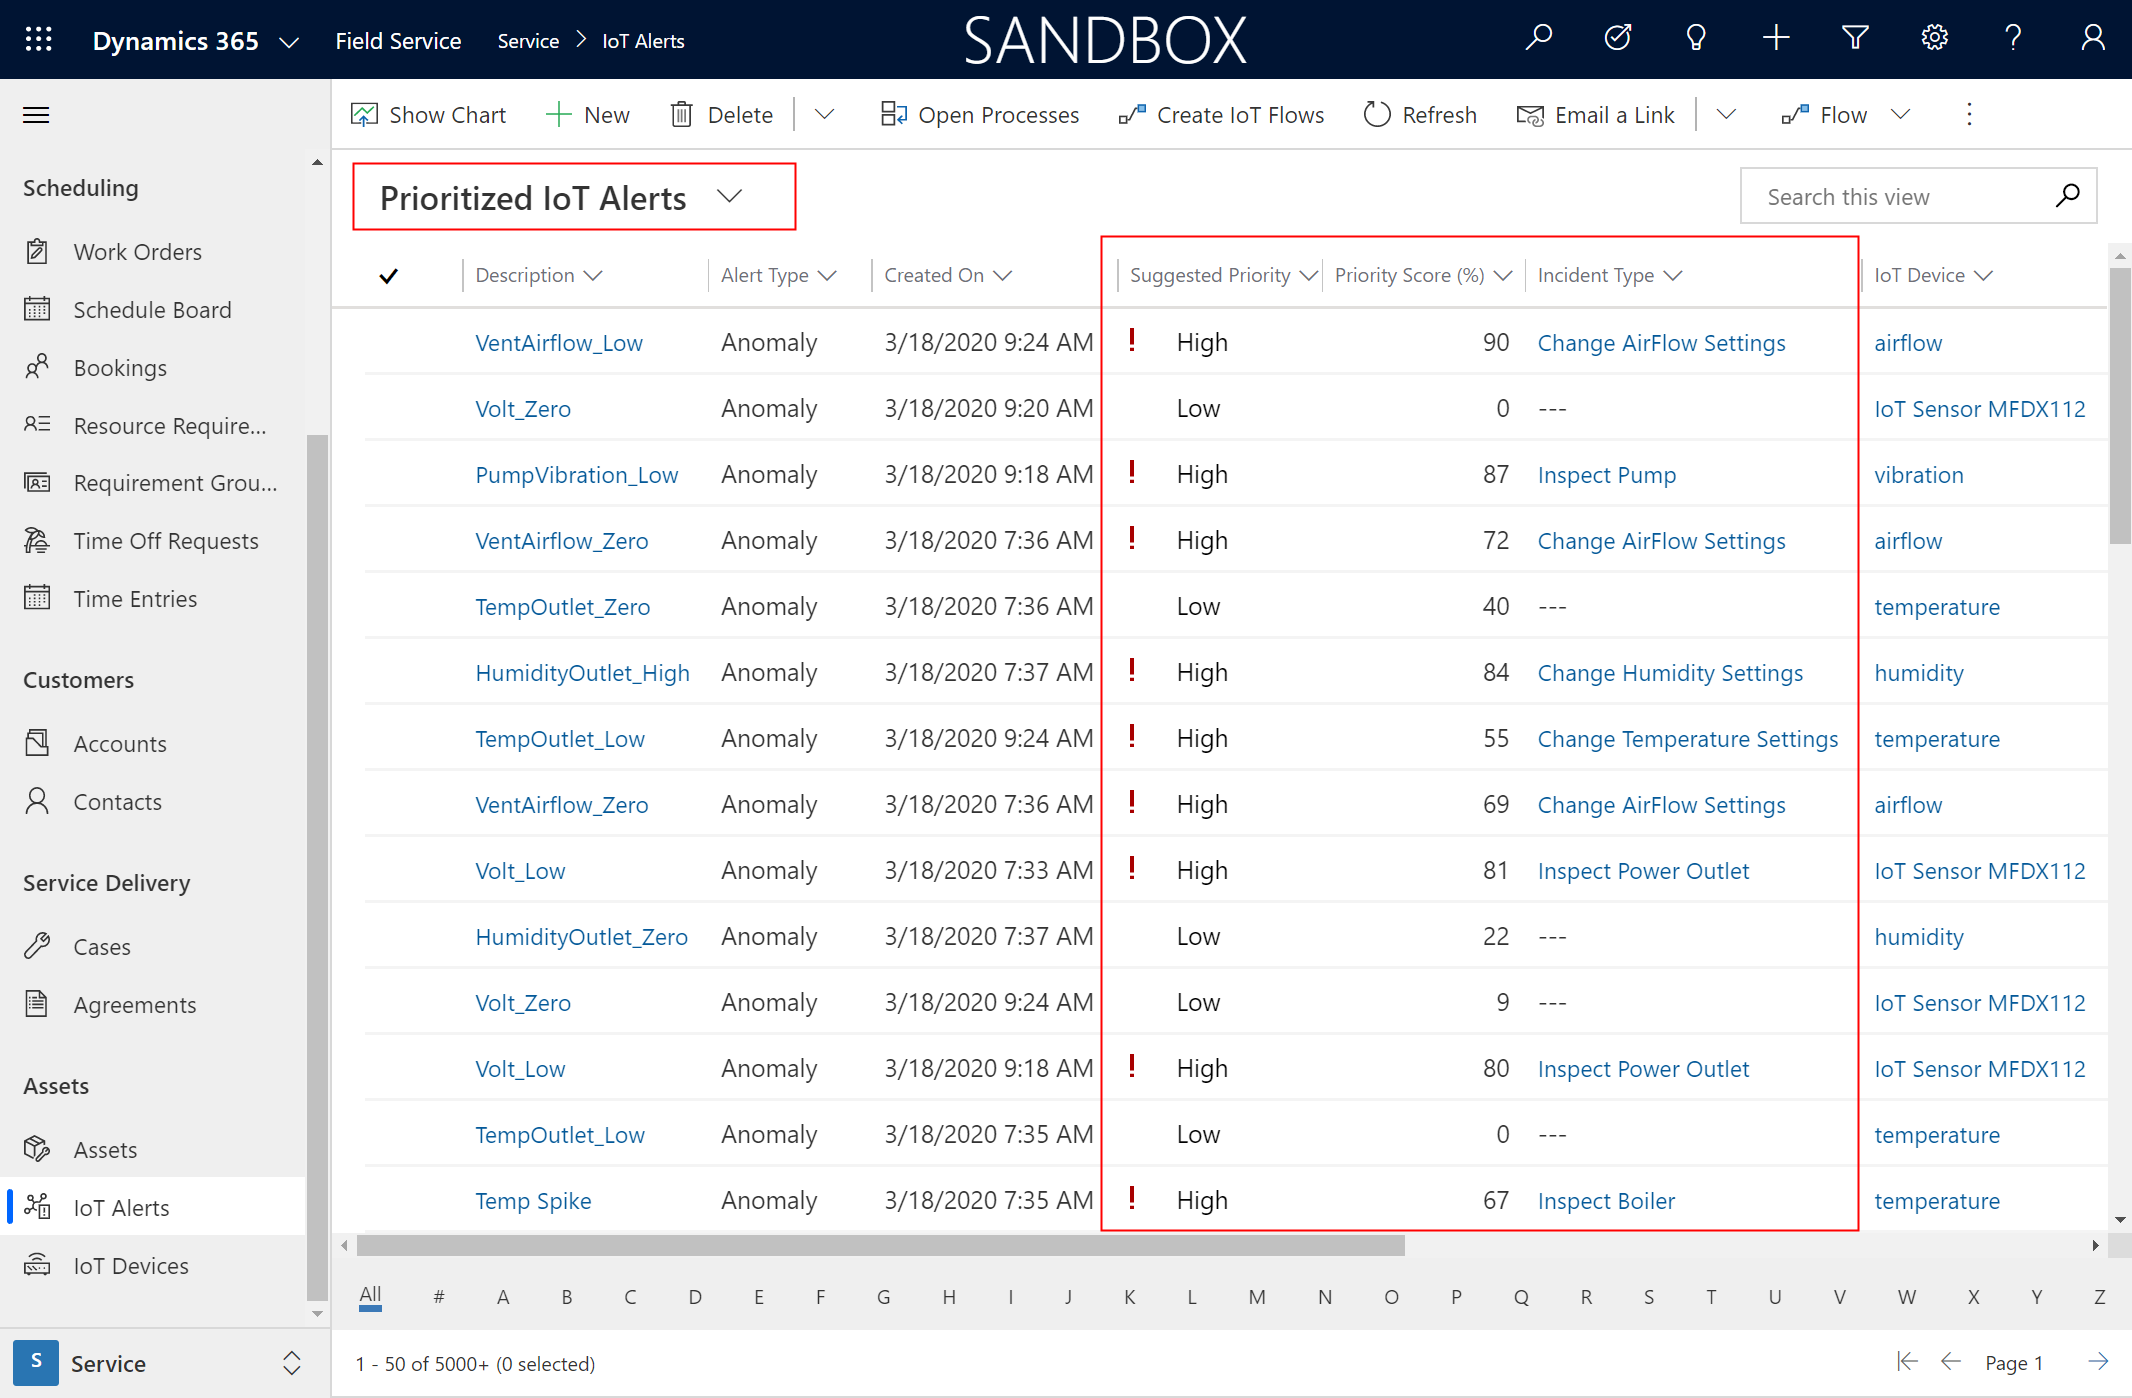 Dynamics 365 Field Service Service > IoT Alerts SANDBOX
Show Chart New Delete Open Processes Create IoT Flows Refresh Email a Link Flow
Scheduling
Work Orders
Schedule Board
Bookings
Resource Require...
Requirement Grou...
Time Off Requests
Time Entries
Customers
Accounts
Contacts
Service Delivery
Cases
Agreements
Assets
Assets
IoT Alerts
IoT Devices
S Service
Prioritized IoT Alerts
Search this view
Description Alert Type Created On Suggested Priority Priority Score (%) Incident Type IoT Device
VentAirflow_Low Anomaly 3/18/2020 9:24 AM ! High 90 Change AirFlow Settings airflow
Volt_Zero Anomaly 3/18/2020 9:20 AM Low 0 --- IoT Sensor MFDX112
PumpVibration_Low Anomaly 3/18/2020 9:18 AM ! High 87 Inspect Pump vibration
VentAirflow_Zero Anomaly 3/18/2020 7:36 AM ! High 72 Change AirFlow Settings airflow
TempOutlet_Zero Anomaly 3/18/2020 7:36 AM Low 40 --- temperature
HumidityOutlet_High Anomaly 3/18/2020 7:37 AM ! High 84 Change Humidity Settings humidity
TempOutlet_Low Anomaly 3/18/2020 9:24 AM ! High 55 Change Temperature Settings temperature
VentAirflow_Zero Anomaly 3/18/2020 7:36 AM ! High 69 Change AirFlow Settings airflow
Volt_Low Anomaly 3/18/2020 7:33 AM ! High 81 Inspect Power Outlet IoT Sensor MFDX112
HumidityOutlet_Zero Anomaly 3/18/2020 7:37 AM Low 22 --- humidity
Volt_Zero Anomaly 3/18/2020 9:24 AM Low 9 --- IoT Sensor MFDX112
Volt_Low Anomaly 3/18/2020 9:18 AM ! High 80 Inspect Power Outlet IoT Sensor MFDX112
TempOutlet_Low Anomaly 3/18/2020 7:35 AM Low 0 --- temperature
Temp Spike Anomaly 3/18/2020 7:35 AM ! High 67 Inspect Boiler temperature
All # A B C D E F G H I J K L M N O P Q R S T U V W X Y Z
1 - 50 of 5000+ (0 selected) Page 1